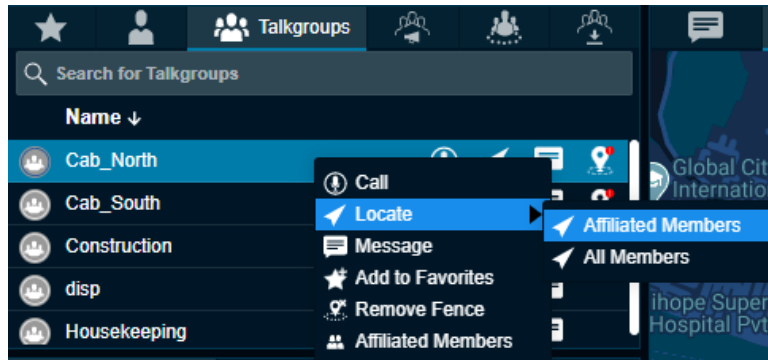 Talkgroups
Search for Talkgroups
Name ↓
Cab_North
Cab_South
Construction
disp
Housekeeping
Call
Locate
Message
Add to Favorites
Remove Fence
Affiliated Members
Affiliated Members
All Members
Global Cit
Internatio
ihope Super
Hospital Pvt